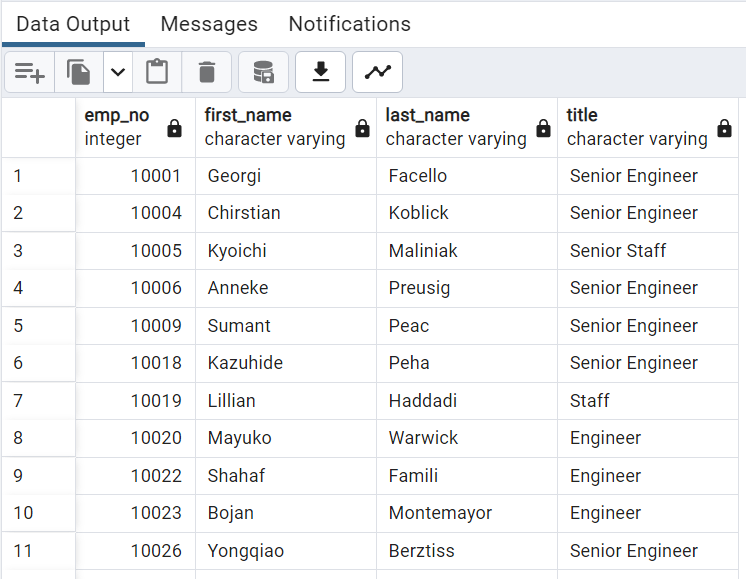 Data Output Messages Notifications
emp_no first_name last_name title
integer character varying character varying character varying
1 10001 Georgi Facello Senior Engineer
2 10004 Chirstian Koblick Senior Engineer
3 10005 Kyoichi Maliniak Senior Staff
4 10006 Anneke Preusig Senior Engineer
5 10009 Sumant Peac Senior Engineer
6 10018 Kazuhide Peha Senior Engineer
7 10019 Lillian Haddadi Staff
8 10020 Mayuko Warwick Engineer
9 10022 Shahaf Famili Engineer
10 10023 Bojan Montemayor Engineer
11 10026 Yongqiao Berztiss Senior Engineer